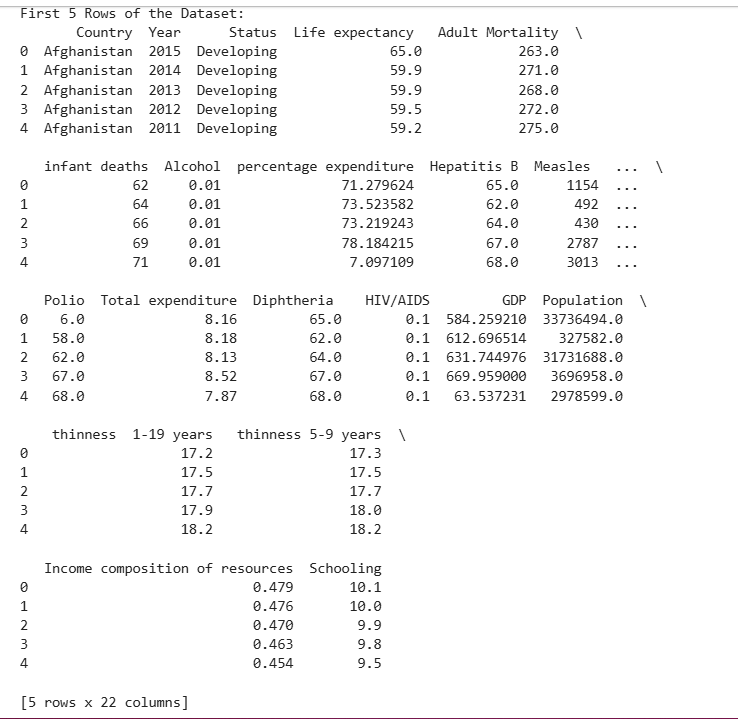 First 5 Rows of the Dataset:
       Country  Year      Status  Life expectancy   Adult Mortality  \
0  Afghanistan  2015  Developing              65.0            263.0
1  Afghanistan  2014  Developing              59.9            271.0
2  Afghanistan  2013  Developing              59.9            268.0
3  Afghanistan  2012  Developing              59.5            272.0
4  Afghanistan  2011  Developing              59.2            275.0

   infant deaths  Alcohol  percentage expenditure  Hepatitis B  Measles   ...  \
0             62     0.01               71.279624         65.0      1154  ...
1             64     0.01               73.523582         62.0       492  ...
2             66     0.01               73.219243         64.0       430  ...
3             69     0.01               78.184215         67.0      2787  ...
4             71     0.01                7.097109         68.0      3013  ...

   Polio  Total expenditure  Diphtheria    HIV/AIDS         GDP  Population  \
0    6.0               8.16         65.0        0.1  584.259210  33736494.0
1   58.0               8.18         62.0        0.1  612.696514    327582.0
2   62.0               8.13         64.0        0.1  631.744976  31731688.0
3   67.0               8.52         67.0        0.1  669.959000   3696958.0
4   68.0               7.87         68.0        0.1   63.537231   2978599.0

    thinness  1-19 years   thinness 5-9 years  \
0                   17.2                 17.3
1                   17.5                 17.5
2                   17.7                 17.7
3                   17.9                 18.0
4                   18.2                 18.2

   Income composition of resources  Schooling
0                            0.479       10.1
1                            0.476       10.0
2                            0.470        9.9
3                            0.463        9.8
4                            0.454        9.5

[5 rows x 22 columns]